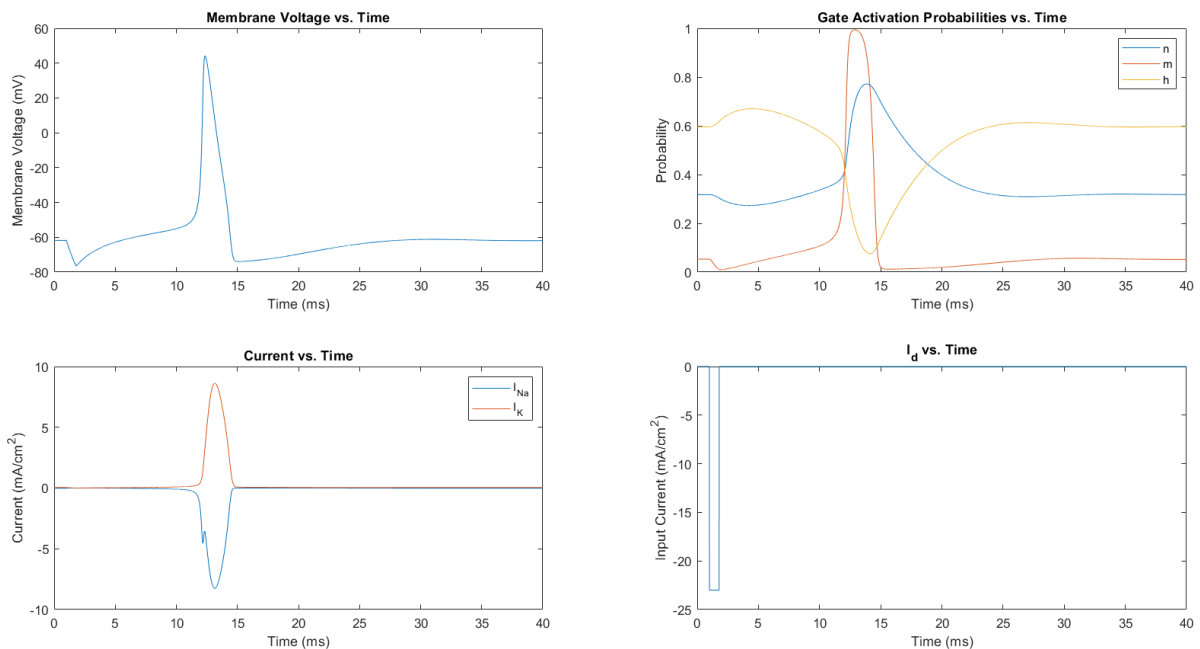 Membrane Voltage vs. Time
Membrane Voltage (mV)
60
40
20
0
-20
-40
-60
-80
0 5 10 15 20 25 30 35 40
Time (ms)
Gate Activation Probabilities vs. Time
Probability
1
0.8
0.6
0.4
0.2
0
n
m
h
0 5 10 15 20 25 30 35 40
Time (ms)
Current vs. Time
Current (mA/cm²)
10
5
0
-5
-10
I_Na
I_K
0 5 10 15 20 25 30 35 40
Time (ms)
I_d vs. Time
Input Current (mA/cm²)
0
-5
-10
-15
-20
-25
0 5 10 15 20 25 30 35 40
Time (ms)